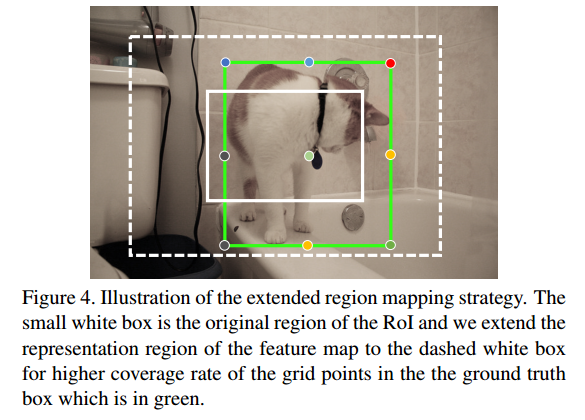 Figure 4. Illustration of the extended region mapping strategy. The
small white box is the original region of the RoI and we extend the
representation region of the feature map to the dashed white box
for higher coverage rate of the grid points in the the ground truth
box which is in green.